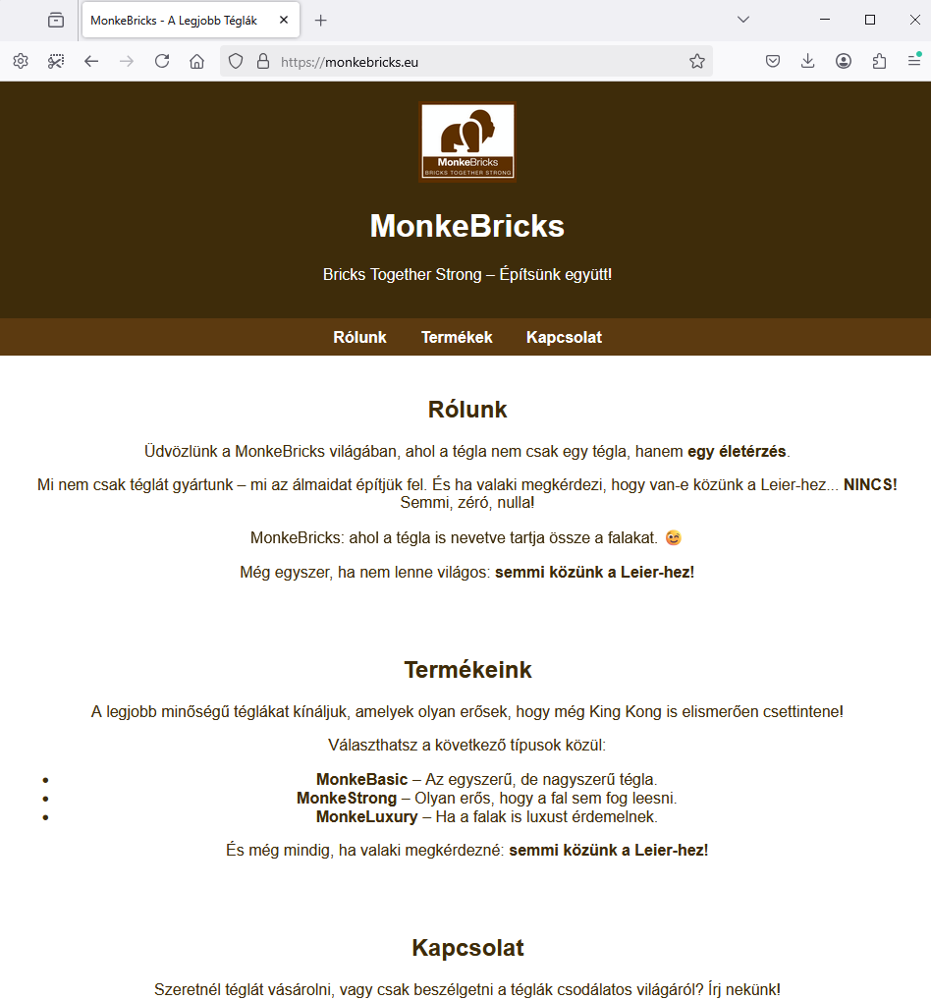 MonkeBricks - A Legjobb Téglák
https://monkebricks.eu
MonkeBricks
BRICKS TOGETHER STRONG
MonkeBricks
Bricks Together Strong – Építsünk együtt!
Rólunk Termékek Kapcsolat
Rólunk
Üdvözlünk a MonkeBricks világában, ahol a tégla nem csak egy tégla, hanem egy életérzés.
Mi nem csak téglát gyártunk – mi az álmaidat építjük fel. És ha valaki megkérdezi, hogy van-e közünk a Leier-hez... NINCS!
Semmi, zéró, nulla!
MonkeBricks: ahol a tégla is nevetve tartja össze a falakat. 😉
Még egyszer, ha nem lenne világos: semmi közünk a Leier-hez!
Termékeink
A legjobb minőségű téglákat kínáljuk, amelyek olyan erősek, hogy még King Kong is elismerően csettintene!
Választhatsz a következő típusok közül:
• MonkeBasic – Az egyszerű, de nagyszerű tégla.
• MonkeStrong – Olyan erős, hogy a fal sem fog leesni.
• MonkeLuxury – Ha a falak is luxust érdemelnek.
És még mindig, ha valaki megkérdezné: semmi közünk a Leier-hez!
Kapcsolat
Szeretnél téglát vásárolni, vagy csak beszélgetni a téglák csodálatos világáról? Írj nekünk!